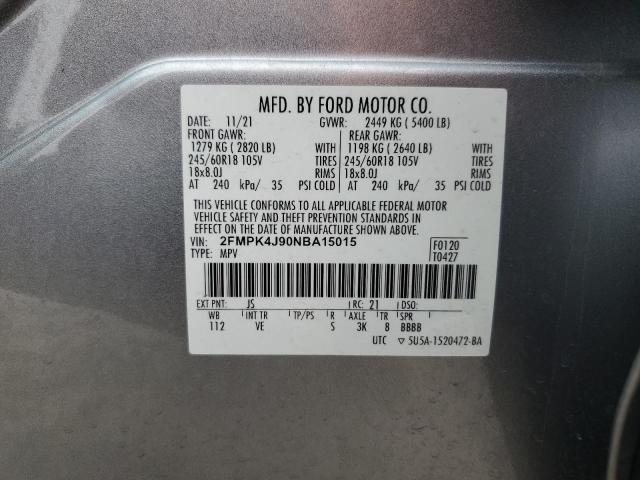 MFD. BY FORD MOTOR CO.
DATE: 11/21 GVWR: 2449 KG ( 5400 LB)
FRONT GAWR: REAR GAWR:
1279 KG ( 2820 LB) WITH 1198 KG ( 2640 LB) WITH
245/60R18 105V TIRES 245/60R18 105V TIRES
18x8.0J RIMS 18x8.0J RIMS
AT 240 kPa/ 35 PSI COLD AT 240 kPa/ 35 PSI COLD
THIS VEHICLE CONFORMS TO ALL APPLICABLE FEDERAL MOTOR
VEHICLE SAFETY AND THEFT PREVENTION STANDARDS IN
EFFECT ON THE DATE OF MANUFACTURE SHOWN ABOVE.
VIN: 2FMPK4J90NBA15015 F0120
TYPE: MPV T0427
EXT PNT: JS RC: 21 DSO:
WB INT TR TP/PS R AXLE TR SPR
112 VE S 3K 8 BBBB
UTC ▽5U5A-1520472-BA